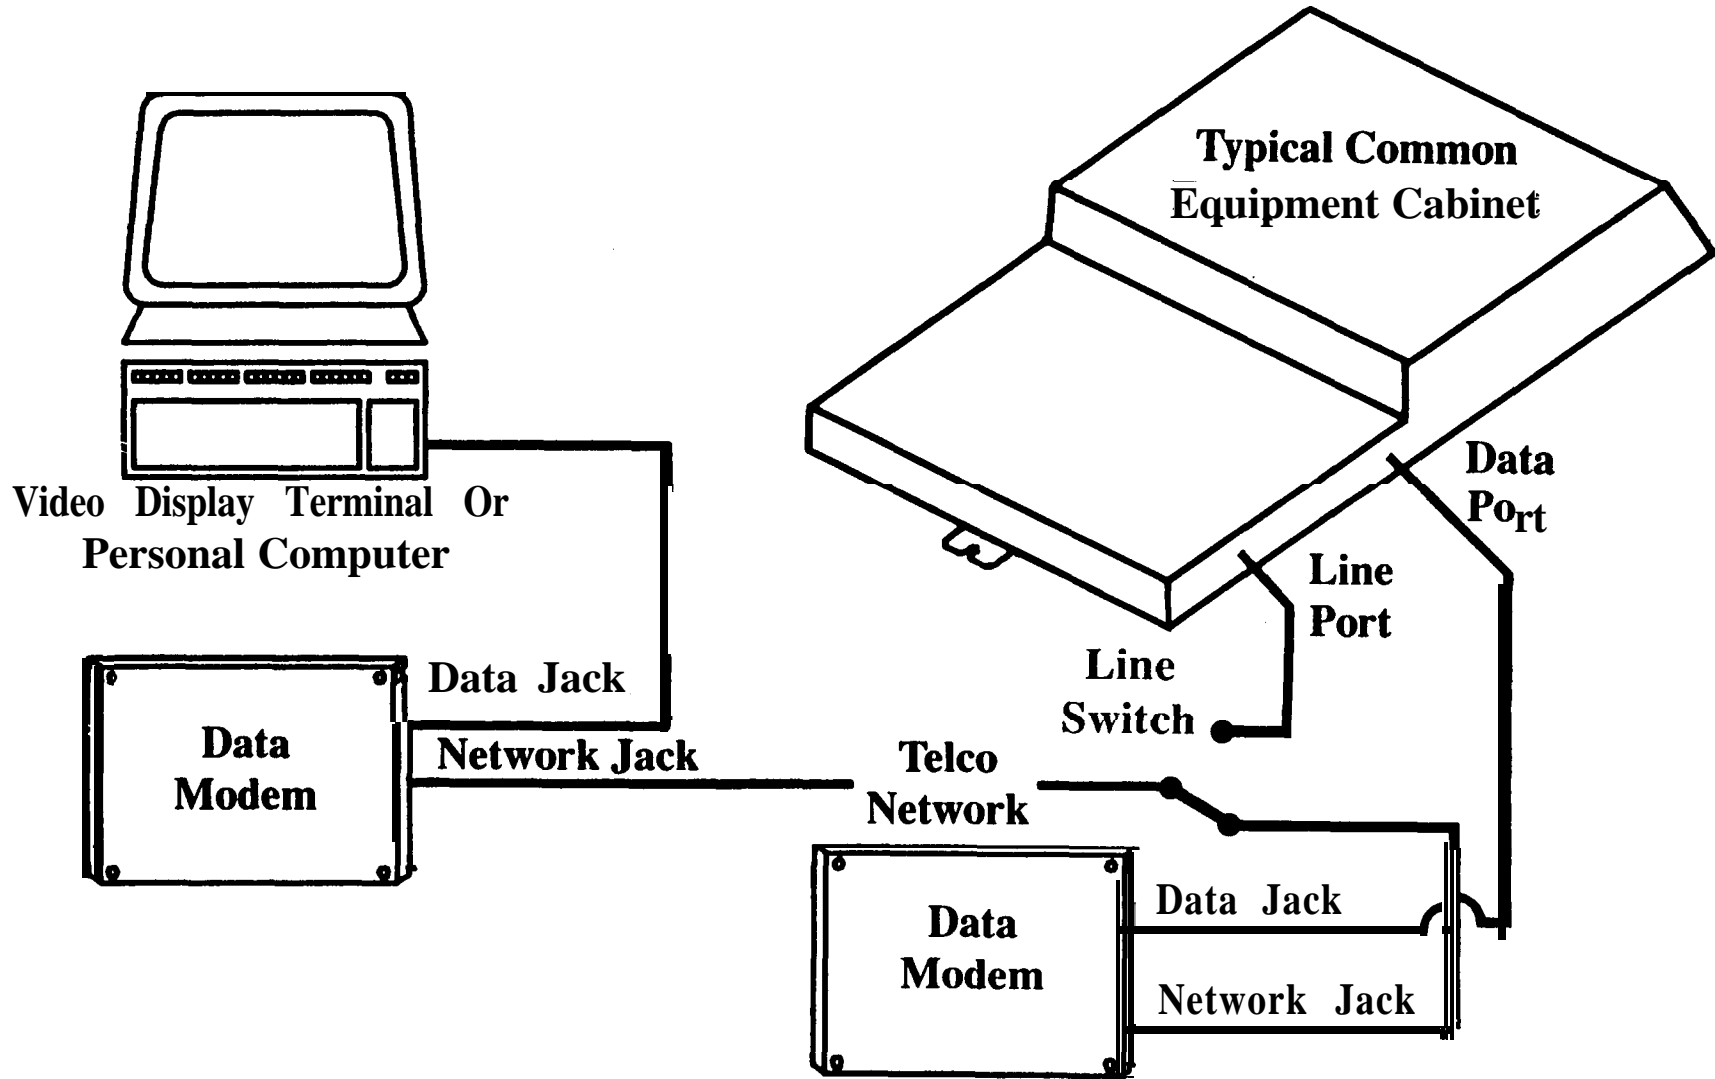 Typical Common
Equipment Cabinet
Video Display Terminal Or
Personal Computer
Data
Port
Line
Port
Line
Switch
Data Jack
Network Jack
Data
Modem
Telco
Network
Data Jack
Network Jack
Data
Modem